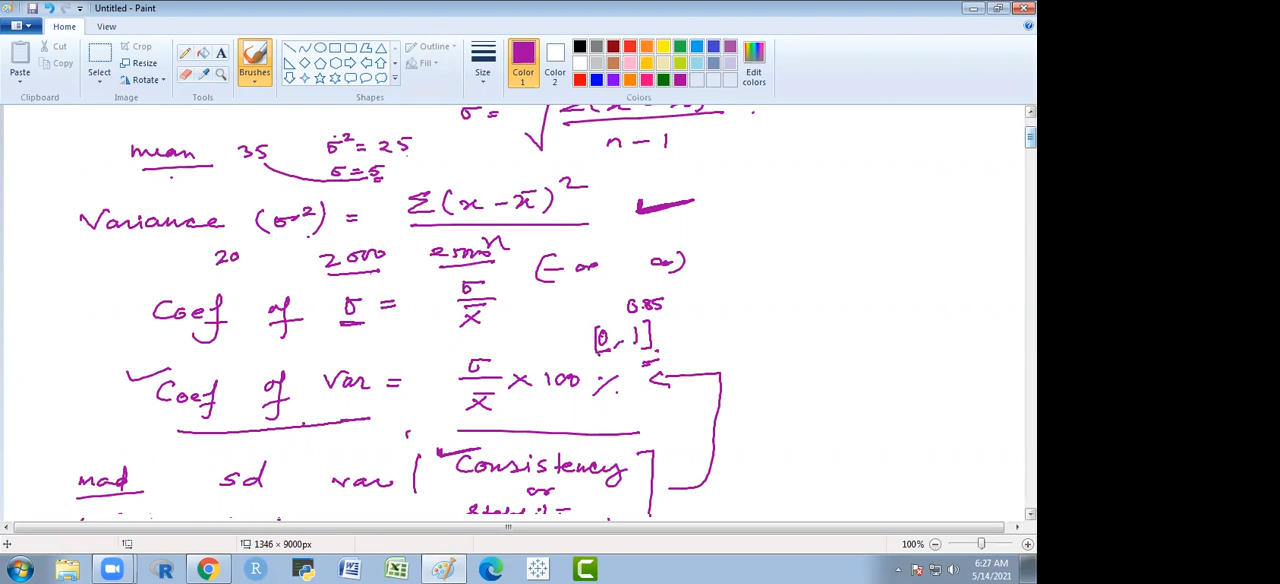 Untitled - Paint
Home View
Paste
Cut
Copy
Clipboard
Select
Crop
Resize
Rotate
Image
Tools
Brushes
Shapes
Outline
Fill
Size
Color 1
Color 2
Edit colors
Colors
σ = √ Σ(x - x̄)
n - 1
mean 35 σ² = 25
σ = 5
Variance (σ²) = Σ(x - x̄)²
n
20 2000
(-∞ ∞)
Coef of σ = σ / x̄
0.85
[0, 1]
Coef of Var = σ / x̄ × 100 %
mad sd var [ Consistency
or
1346 × 9000px
100%
6:27 AM
5/14/2021